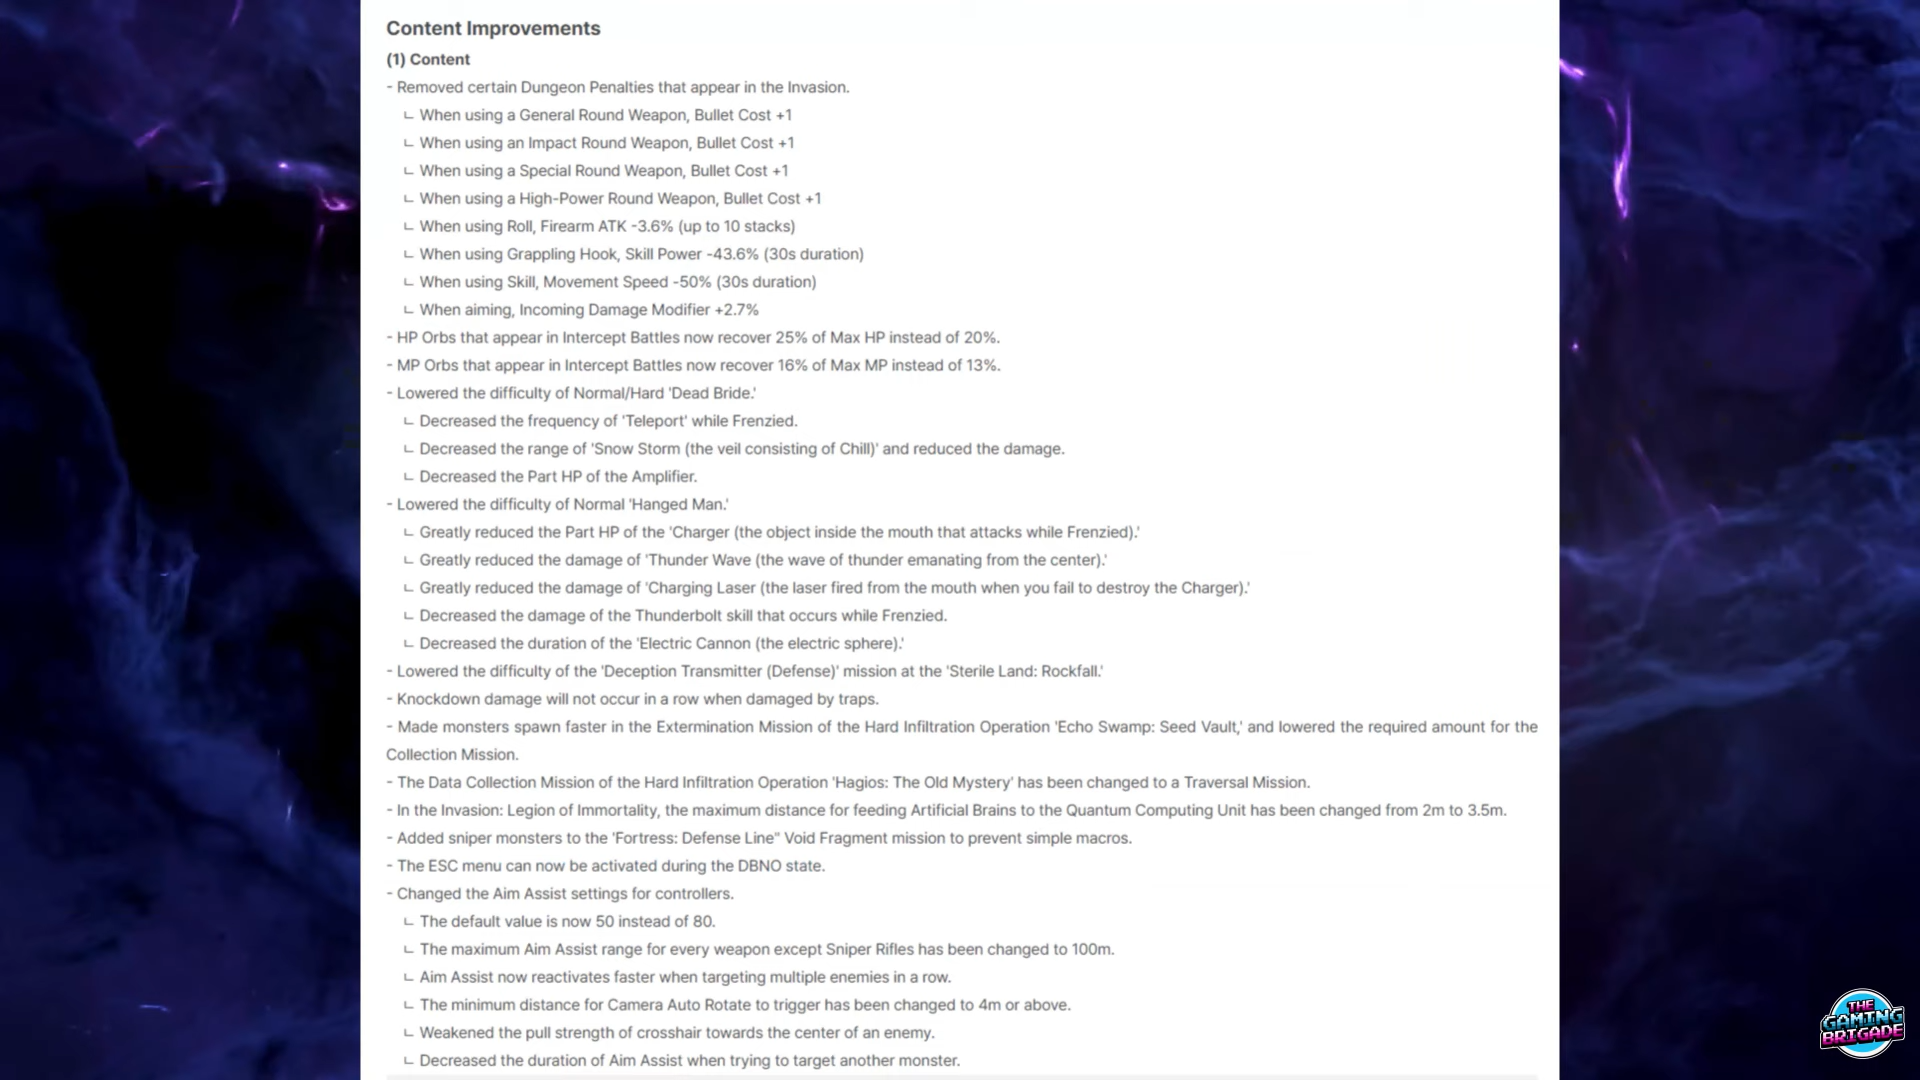 Content Improvements
(1) Content
- Removed certain Dungeon Penalties that appear in the Invasion.
ㄴ When using a General Round Weapon, Bullet Cost +1
ㄴ When using an Impact Round Weapon, Bullet Cost +1
ㄴ When using a Special Round Weapon, Bullet Cost +1
ㄴ When using a High-Power Round Weapon, Bullet Cost +1
ㄴ When using Roll, Firearm ATK -3.6% (up to 10 stacks)
ㄴ When using Grappling Hook, Skill Power -43.6% (30s duration)
ㄴ When using Skill, Movement Speed -50% (30s duration)
ㄴ When aiming, Incoming Damage Modifier +2.7%
- HP Orbs that appear in Intercept Battles now recover 25% of Max HP instead of 20%.
- MP Orbs that appear in Intercept Battles now recover 16% of Max MP instead of 13%.
- Lowered the difficulty of Normal/Hard 'Dead Bride.'
ㄴ Decreased the frequency of 'Teleport' while Frenzied.
ㄴ Decreased the range of 'Snow Storm (the veil consisting of Chill)' and reduced the damage.
ㄴ Decreased the Part HP of the Amplifier.
- Lowered the difficulty of Normal 'Hanged Man.'
ㄴ Greatly reduced the Part HP of the 'Charger (the object inside the mouth that attacks while Frenzied).'
ㄴ Greatly reduced the damage of 'Thunder Wave (the wave of thunder emanating from the center).'
ㄴ Greatly reduced the damage of 'Charging Laser (the laser fired from the mouth when you fail to destroy the Charger).'
ㄴ Decreased the damage of the Thunderbolt skill that occurs while Frenzied.
ㄴ Decreased the duration of the 'Electric Cannon (the electric sphere).'
- Lowered the difficulty of the 'Deception Transmitter (Defense)' mission at the 'Sterile Land: Rockfall.'
- Knockdown damage will not occur in a row when damaged by traps.
- Made monsters spawn faster in the Extermination Mission of the Hard Infiltration Operation 'Echo Swamp: Seed Vault,' and lowered the required amount for the
Collection Mission.
- The Data Collection Mission of the Hard Infiltration Operation 'Hagios: The Old Mystery' has been changed to a Traversal Mission.
- In the Invasion: Legion of Immortality, the maximum distance for feeding Artificial Brains to the Quantum Computing Unit has been changed from 2m to 3.5m.
- Added sniper monsters to the 'Fortress: Defense Line" Void Fragment mission to prevent simple macros.
- The ESC menu can now be activated during the DBNO state.
- Changed the Aim Assist settings for controllers.
ㄴ The default value is now 50 instead of 80.
ㄴ The maximum Aim Assist range for every weapon except Sniper Rifles has been changed to 100m.
ㄴ Aim Assist now reactivates faster when targeting multiple enemies in a row.
ㄴ The minimum distance for Camera Auto Rotate to trigger has been changed to 4m or above.
ㄴ Weakened the pull strength of crosshair towards the center of an enemy.
ㄴ Decreased the duration of Aim Assist when trying to target another monster.
THE
GAMING
BRIGADE